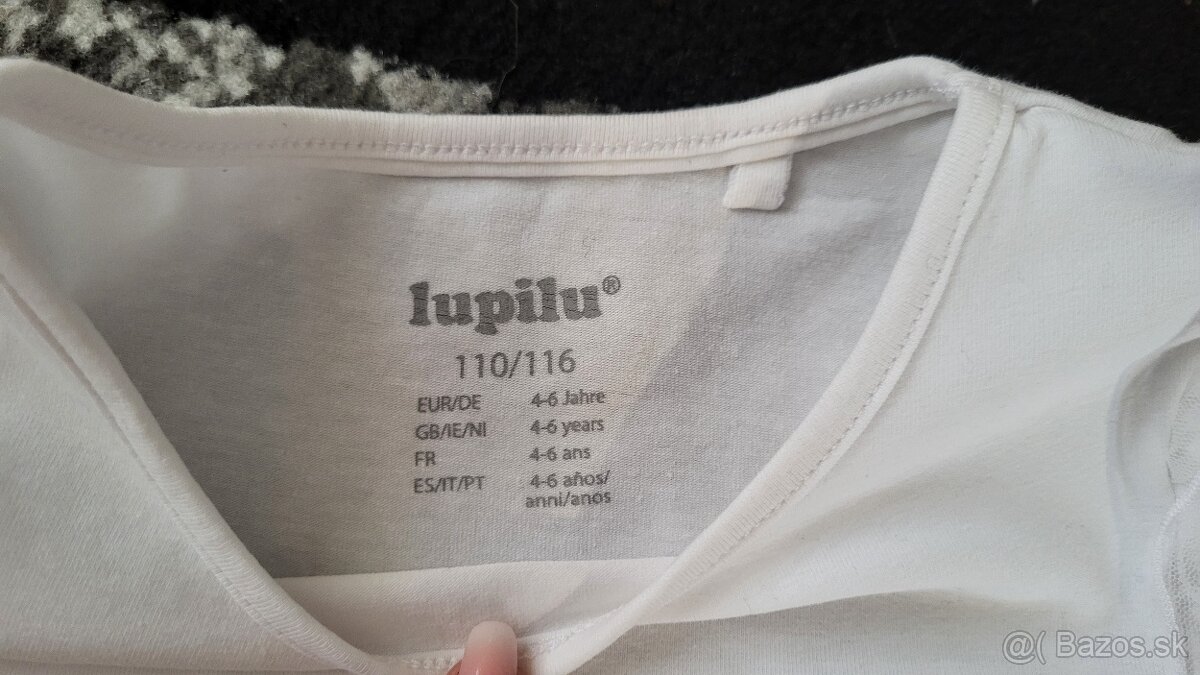 lupilu®
110/116
EUR/DE 4-6 Jahre
GB/IE/NI 4-6 years
FR 4-6 ans
ES/IT/PT 4-6 años/
anni/anos
@( Bazos.sk